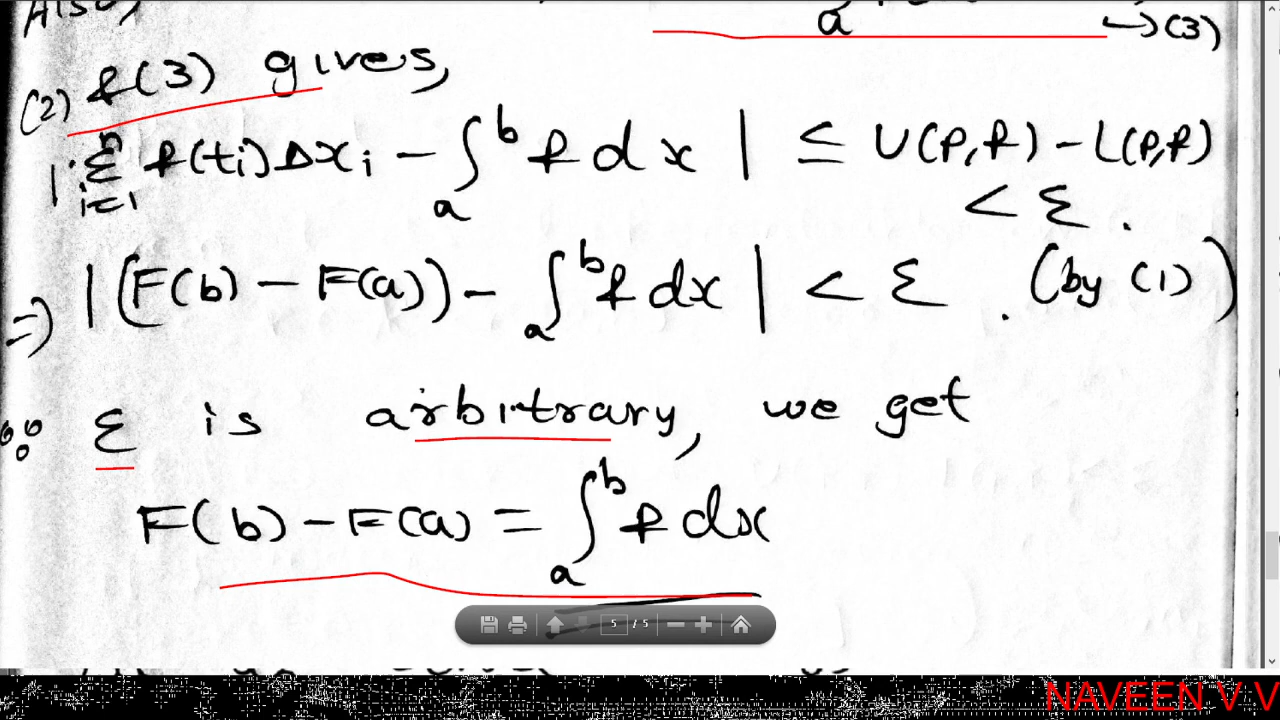 Also,
a →(3)
(2) & (3) gives,
|Σ_{i=1}^{n} f(ti)Δxi − ∫_a^b f dx| ≤ U(P,f) − L(P,f)
< ε.
⇒ |(F(b) − F(a)) − ∫_a^b f dx| < ε. (by (1))
∵ ε is arbitrary, we get
F(b) − F(a) = ∫_a^b f dx
5 / 5
NAVEEN V.V